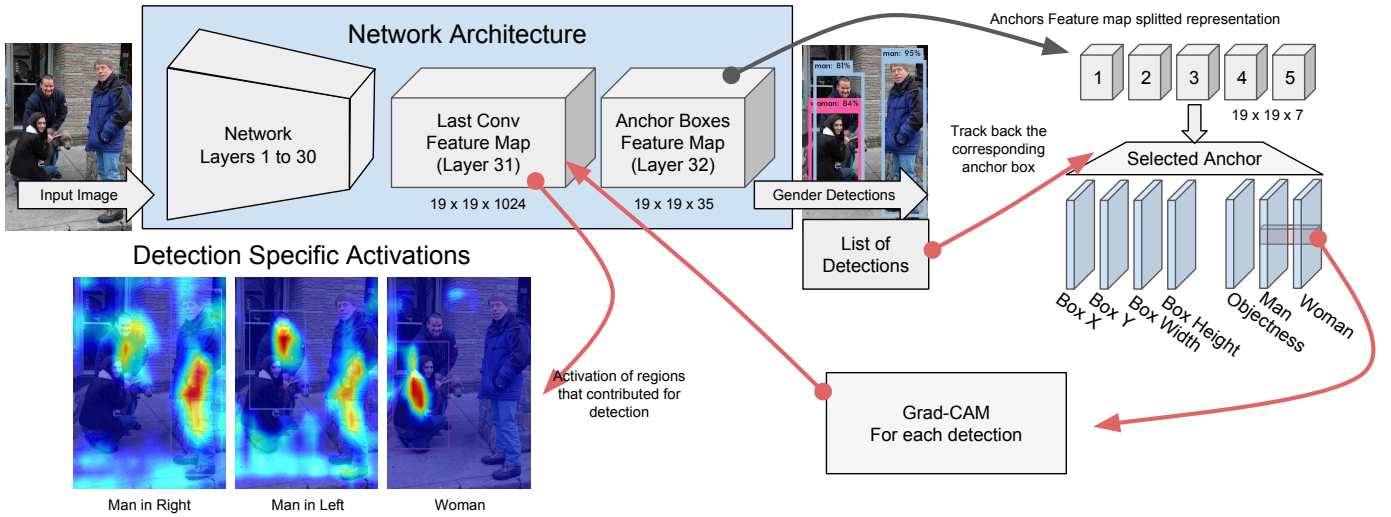 Network Architecture
Anchors Feature map splitted representation
Input Image
Network
Layers 1 to 30
Last Conv
Feature Map
(Layer 31)
19 x 19 x 1024
Anchor Boxes
Feature Map
(Layer 32)
19 x 19 x 35
man: 95%
man: 81%
woman: 84%
Gender Detections
List of
Detections
1 2 3 4 5
19 x 19 x 7
Track back the
corresponding
anchor box
Selected Anchor
Box X
Box Y
Box Width
Box Height
Objectness
Man
Woman
Detection Specific Activations
Man in Right
Man in Left
Woman
Activation of regions
that contributed for
detection
Grad-CAM
For each detection